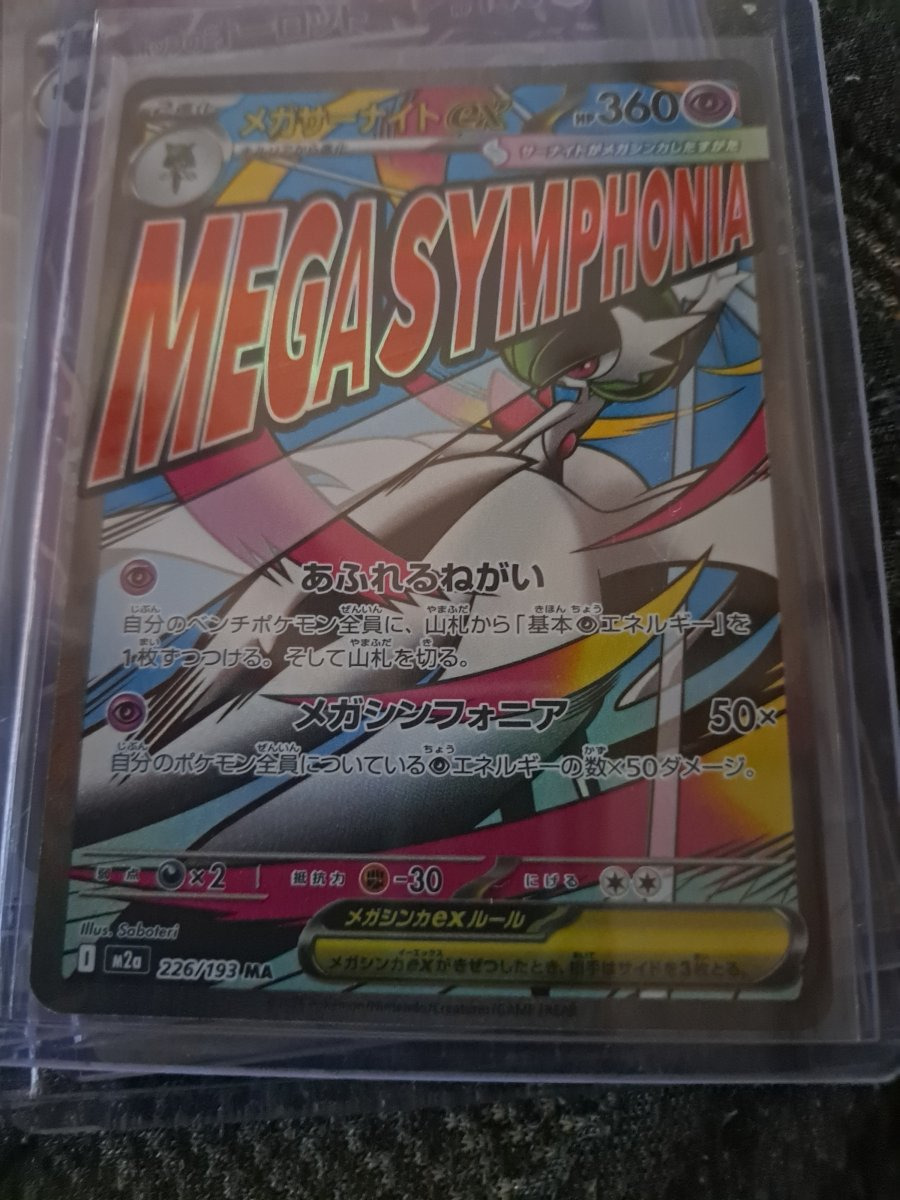 メガサーナイトex HP360
サーナイトがメガシンカしたすがた
MEGA SYMPHONIA
あふれるねがい
自分のベンチポケモン全員に、山札から「基本エネルギー」を
1枚ずつつける。そして山札を切る。
メガシンフォニア 50×
自分のポケモン全員についているエネルギーの数×50ダメージ。
弱点 ×2 抵抗力 -30 にげる
メガシンカexルール
メガシンカexがきぜつしたとき、相手はサイドを3枚とる。
Illus. Saboteri
I M2a 226/193 MA